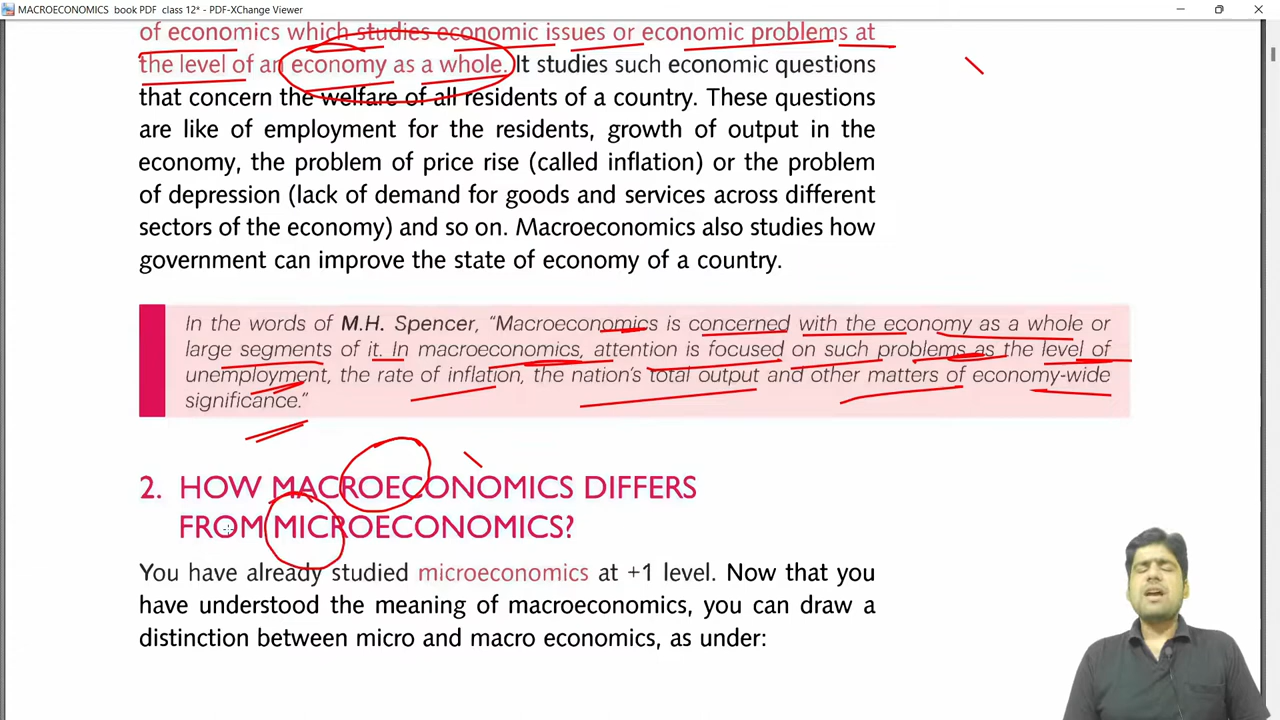 MACROECONOMICS book PDF class 12* - PDF-XChange Viewer
of economics which studies economic issues or economic problems at
the level of an economy as a whole. It studies such economic questions
that concern the welfare of all residents of a country. These questions
are like of employment for the residents, growth of output in the
economy, the problem of price rise (called inflation) or the problem
of depression (lack of demand for goods and services across different
sectors of the economy) and so on. Macroeconomics also studies how
government can improve the state of economy of a country.
In the words of M.H. Spencer, “Macroeconomics is concerned with the economy as a whole or
large segments of it. In macroeconomics, attention is focused on such problems as the level of
unemployment, the rate of inflation, the nation's total output and other matters of economy-wide
significance.”
2. HOW MACROECONOMICS DIFFERS
FROM MICROECONOMICS?
You have already studied microeconomics at +1 level. Now that you
have understood the meaning of macroeconomics, you can draw a
distinction between micro and macro economics, as under: